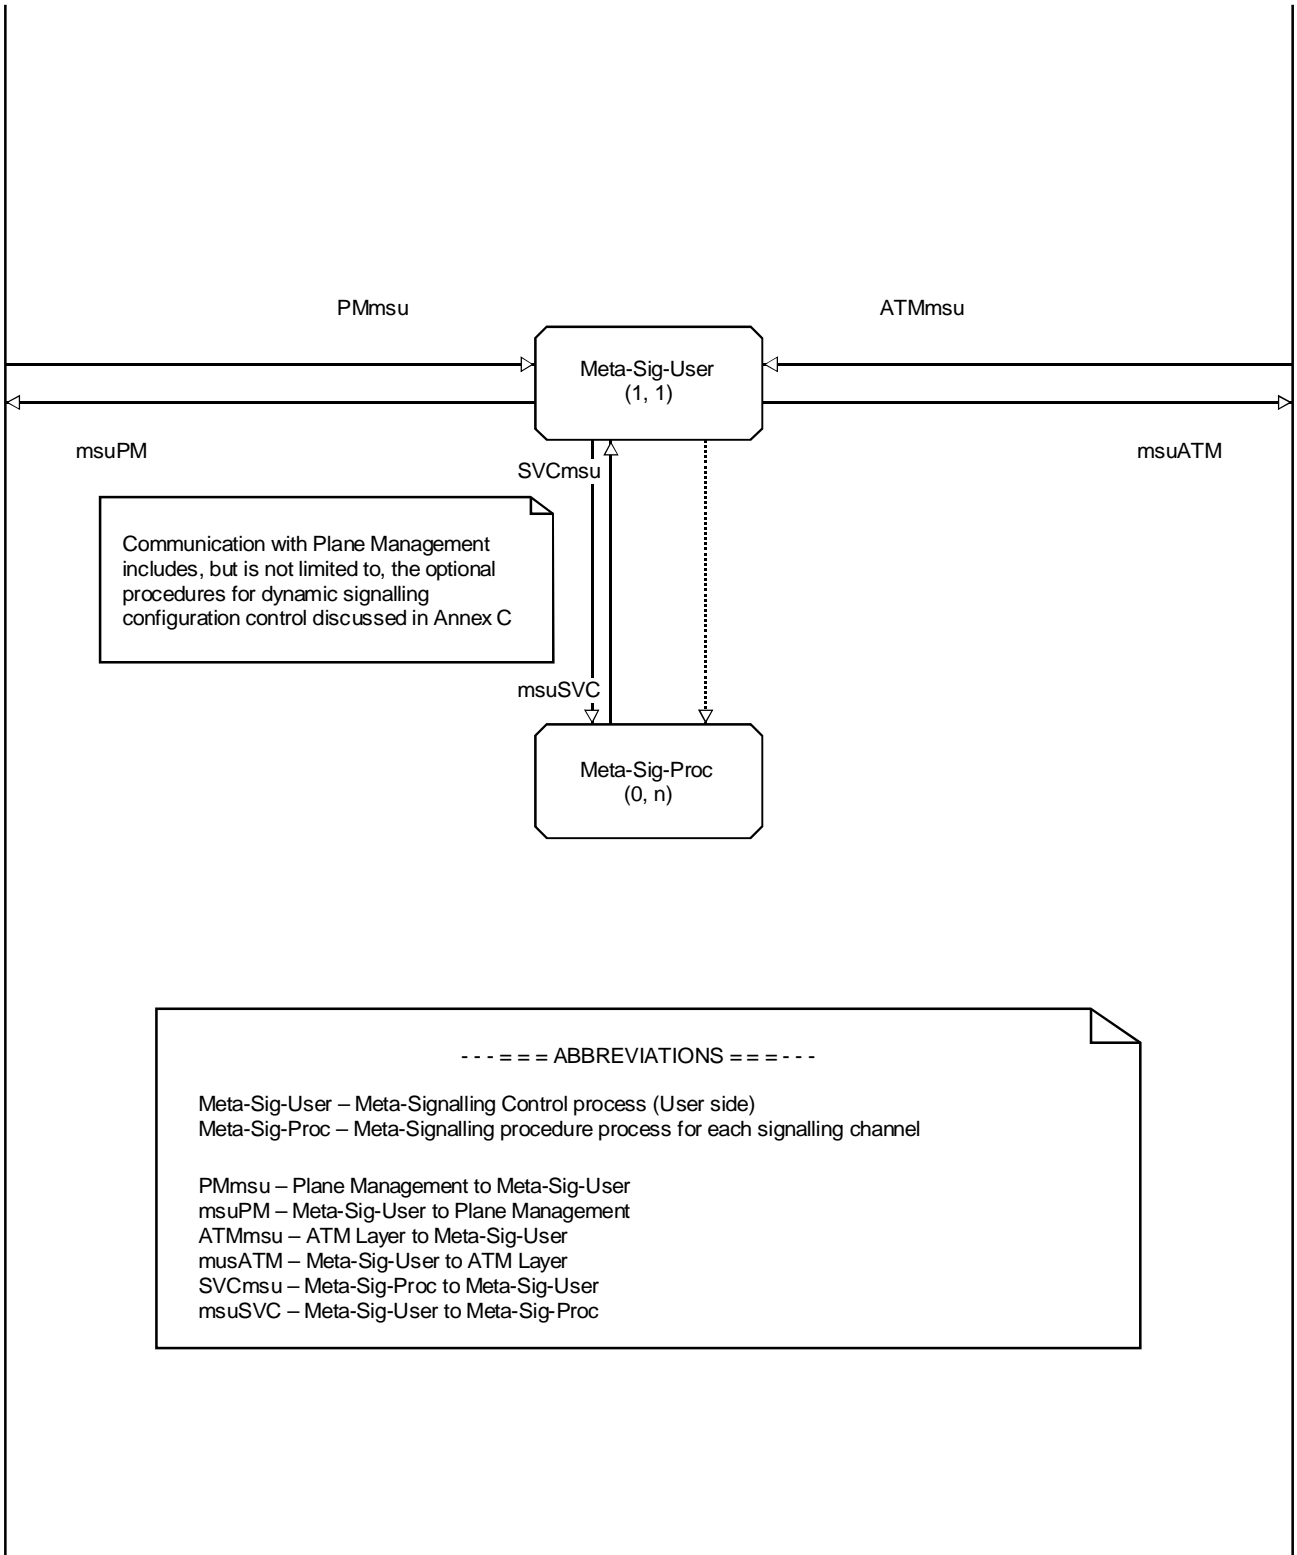 PMmsu
ATMmsu
Meta-Sig-User
(1, 1)
msuPM
msuATM
SVCmsu
Communication with Plane Management
includes, but is not limited to, the optional
procedures for dynamic signalling
configuration control discussed in Annex C
msuSVC
Meta-Sig-Proc
(0, n)
- - - = = = ABBREVIATIONS = = = - - -
Meta-Sig-User – Meta-Signalling Control process (User side)
Meta-Sig-Proc – Meta-Signalling procedure process for each signalling channel
PMmsu – Plane Management to Meta-Sig-User
msuPM – Meta-Sig-User to Plane Management
ATMmsu – ATM Layer to Meta-Sig-User
musATM – Meta-Sig-User to ATM Layer
SVCmsu – Meta-Sig-Proc to Meta-Sig-User
msuSVC – Meta-Sig-User to Meta-Sig-Proc